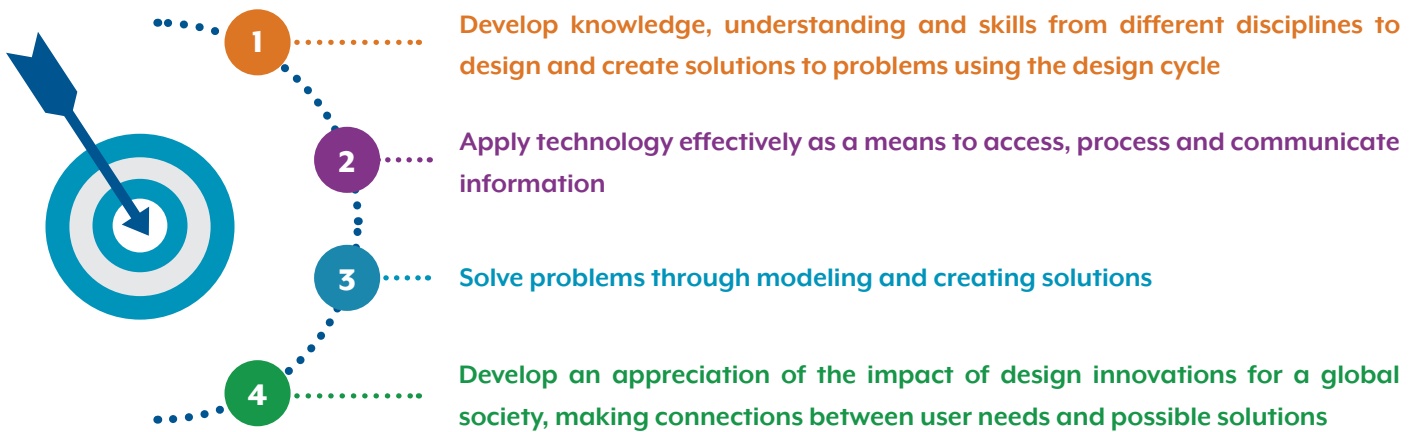 1
Develop knowledge, understanding and skills from different disciplines to
design and create solutions to problems using the design cycle
2
Apply technology effectively as a means to access, process and communicate
information
3
Solve problems through modeling and creating solutions
4
Develop an appreciation of the impact of design innovations for a global
society, making connections between user needs and possible solutions